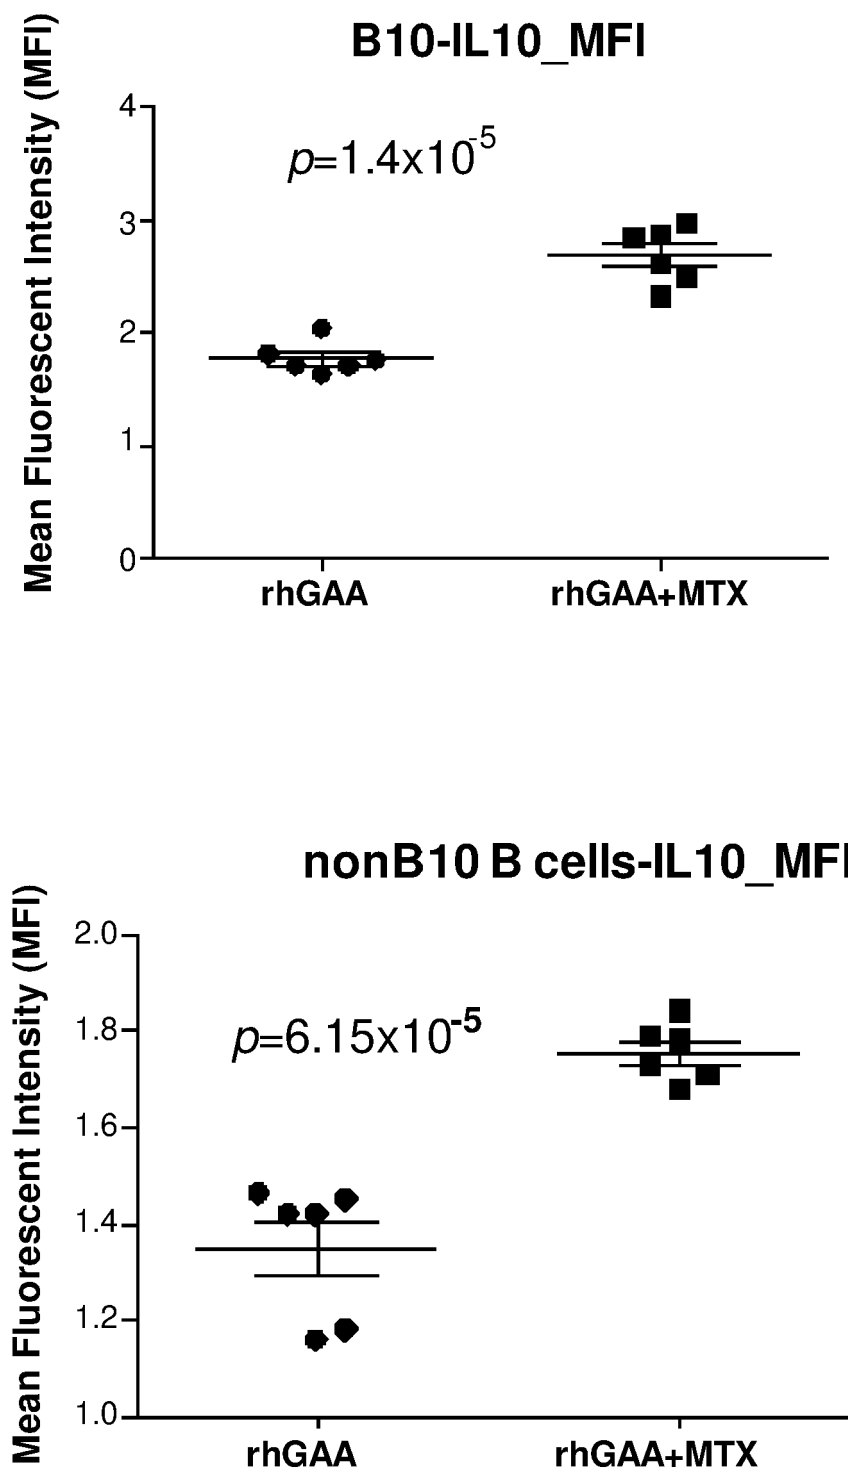 B10-IL10_MFI
Mean Fluorescent Intensity (MFI)
4
p=1.4x10-5
3
2
1
0
rhGAA rhGAA+MTX
nonB10 B cells-IL10_MFI
Mean Fluorescent Intensity (MFI)
2.0
1.8
p=6.15x10-5
1.6
1.4
1.2
1.0
rhGAA rhGAA+MTX